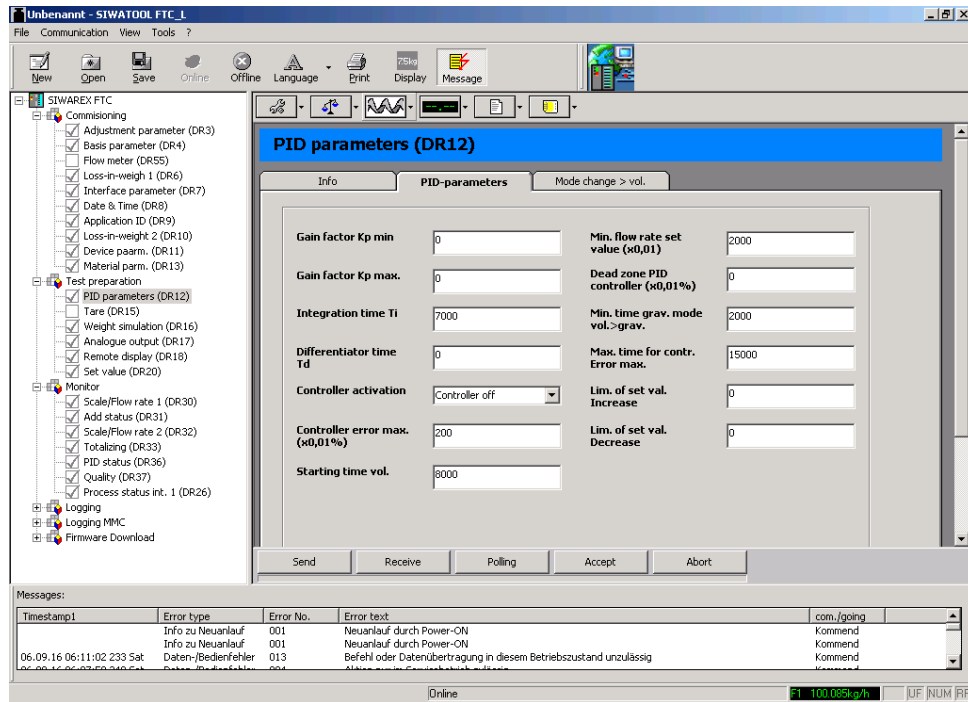 Unbenannt - SIWATOOL FTC_L
File Communication View Tools ?
New Open Save Online Offline Language Print Display Message
75kg
SIWAREX FTC
Commisioning
Adjustment parameter (DR3)
Basis parameter (DR4)
Flow meter (DR55)
Loss-in-weigh 1 (DR6)
Interface parameter (DR7)
Date & Time (DR8)
Application ID (DR9)
Loss-in-weight 2 (DR10)
Device paarm. (DR11)
Material parm. (DR13)
Test preparation
PID parameters (DR12)
Tare (DR15)
Weight simulation (DR16)
Analogue output (DR17)
Remote display (DR18)
Set value (DR20)
Monitor
Scale/Flow rate 1 (DR30)
Add status (DR31)
Scale/Flow rate 2 (DR32)
Totalizing (DR33)
PID status (DR36)
Quality (DR37)
Process status int. 1 (DR26)
Logging
Logging MMC
Firmware Download
PID parameters (DR12)
Info PID-parameters Mode change > vol.
Gain factor Kp min 0
Gain factor Kp max. 0
Integration time Ti 7000
Differentiator time
Td 0
Controller activation Controller off
Controller error max.
(x0,01%) 200
Starting time vol. 8000
Min. flow rate set
value (x0,01) 2000
Dead zone PID
controller (x0,01%) 0
Min. time grav. mode
vol.>grav. 2000
Max. time for contr.
Error max. 15000
Lim. of set val.
Increase 0
Lim. of set val.
Decrease 0
Send Receive Polling Accept Abort
Messages:
Timestamp1 Error type Error No. Error text com./going
Info zu Neuanlauf 001 Neuanlauf durch Power-ON Kommend
Info zu Neuanlauf 001 Neuanlauf durch Power-ON Kommend
06.09.16 06:11:02 233 Sat Daten-/Bedienfehler 013 Befehl oder Datenübertragung in diesem Betriebszustand unzulässig Kommend
Online F1 100.085kg/h UF NUM